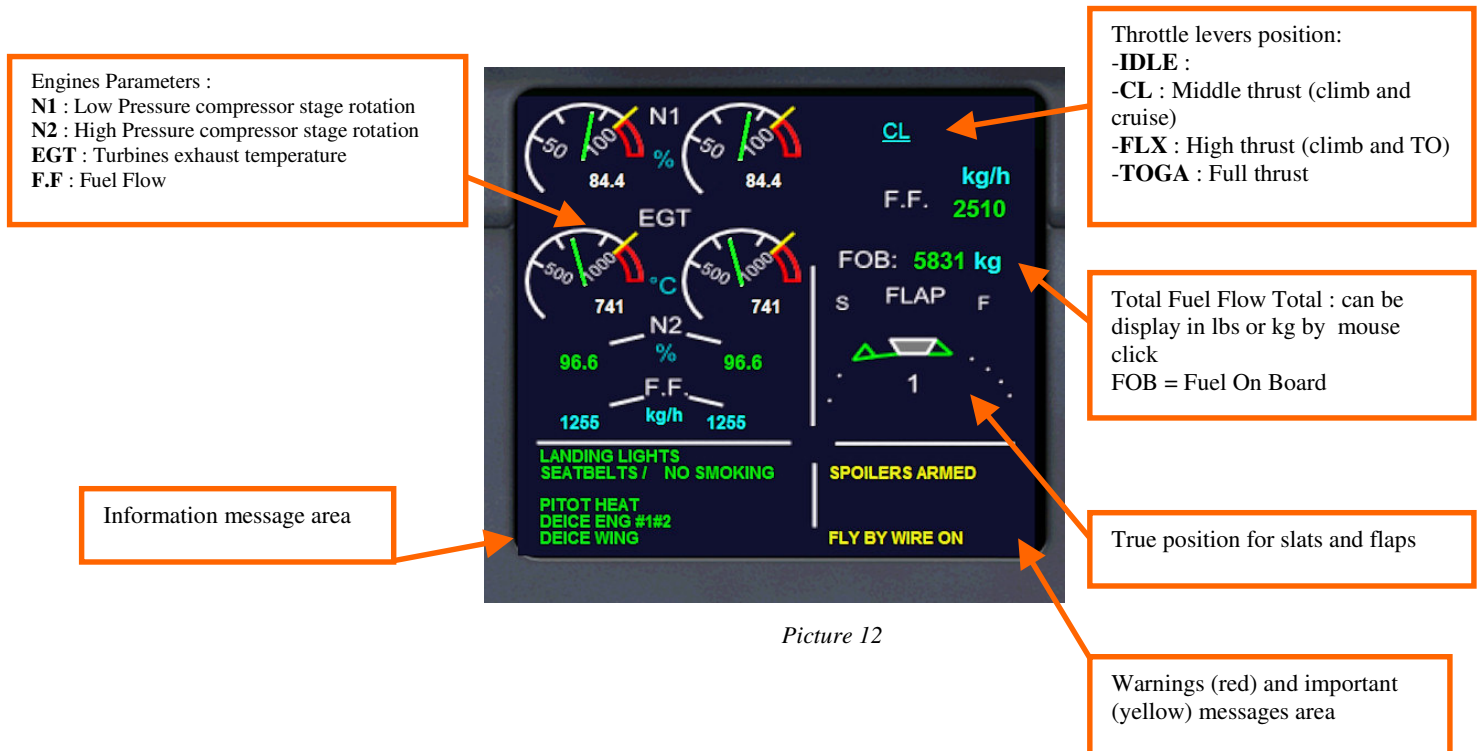 Engines Parameters :
N1 : Low Pressure compressor stage rotation
N2 : High Pressure compressor stage rotation
EGT : Turbines exhaust temperature
F.F : Fuel Flow
Information message area
50 100 N1 50 100
%
84.4 84.4
EGT
500 1000 500 1000
°C
741 741
N2
96.6 % 96.6
F.F.
1255 kg/h 1255
LANDING LIGHTS
SEATBELTS / NO SMOKING
PITOT HEAT
DEICE ENG #1#2
DEICE WING
CL
kg/h
F.F. 2510
FOB: 5831 kg
S FLAP F
1
SPOILERS ARMED
FLY BY WIRE ON
Picture 12
Throttle levers position:
-IDLE :
-CL : Middle thrust (climb and
cruise)
-FLX : High thrust (climb and TO)
-TOGA : Full thrust
Total Fuel Flow Total : can be
display in lbs or kg by mouse
click
FOB = Fuel On Board
True position for slats and flaps
Warnings (red) and important
(yellow) messages area